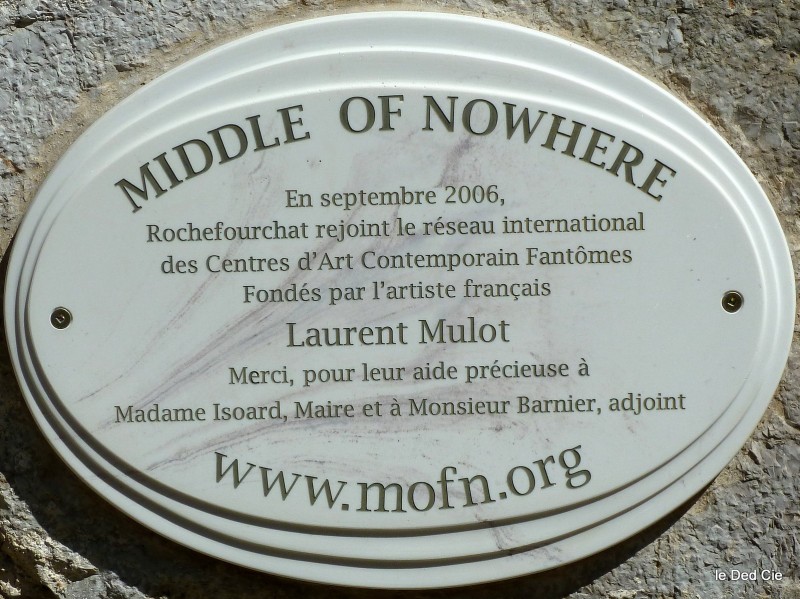 MIDDLE OF NOWHERE
En septembre 2006,
Rochefourchat rejoint le réseau international
des Centres d'Art Contemporain Fantômes
Fondés par l'artiste français
Laurent Mulot
Merci, pour leur aide précieuse à
Madame Isoard, Maire et à Monsieur Barnier, adjoint
www.mofn.org
le Ded Cie